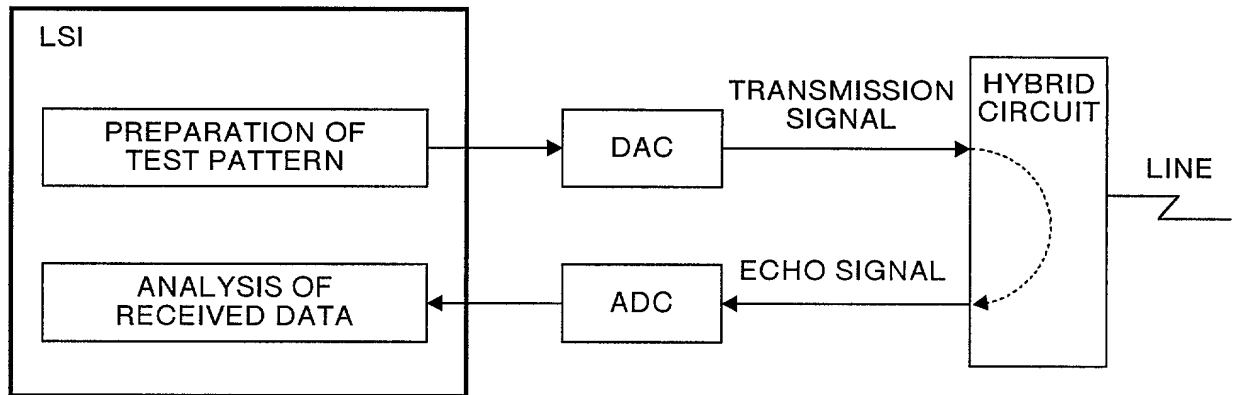 LSI
PREPARATION OF
TEST PATTERN
DAC
TRANSMISSION
SIGNAL
HYBRID
CIRCUIT
LINE
ANALYSIS OF
RECEIVED DATA
ADC
ECHO SIGNAL